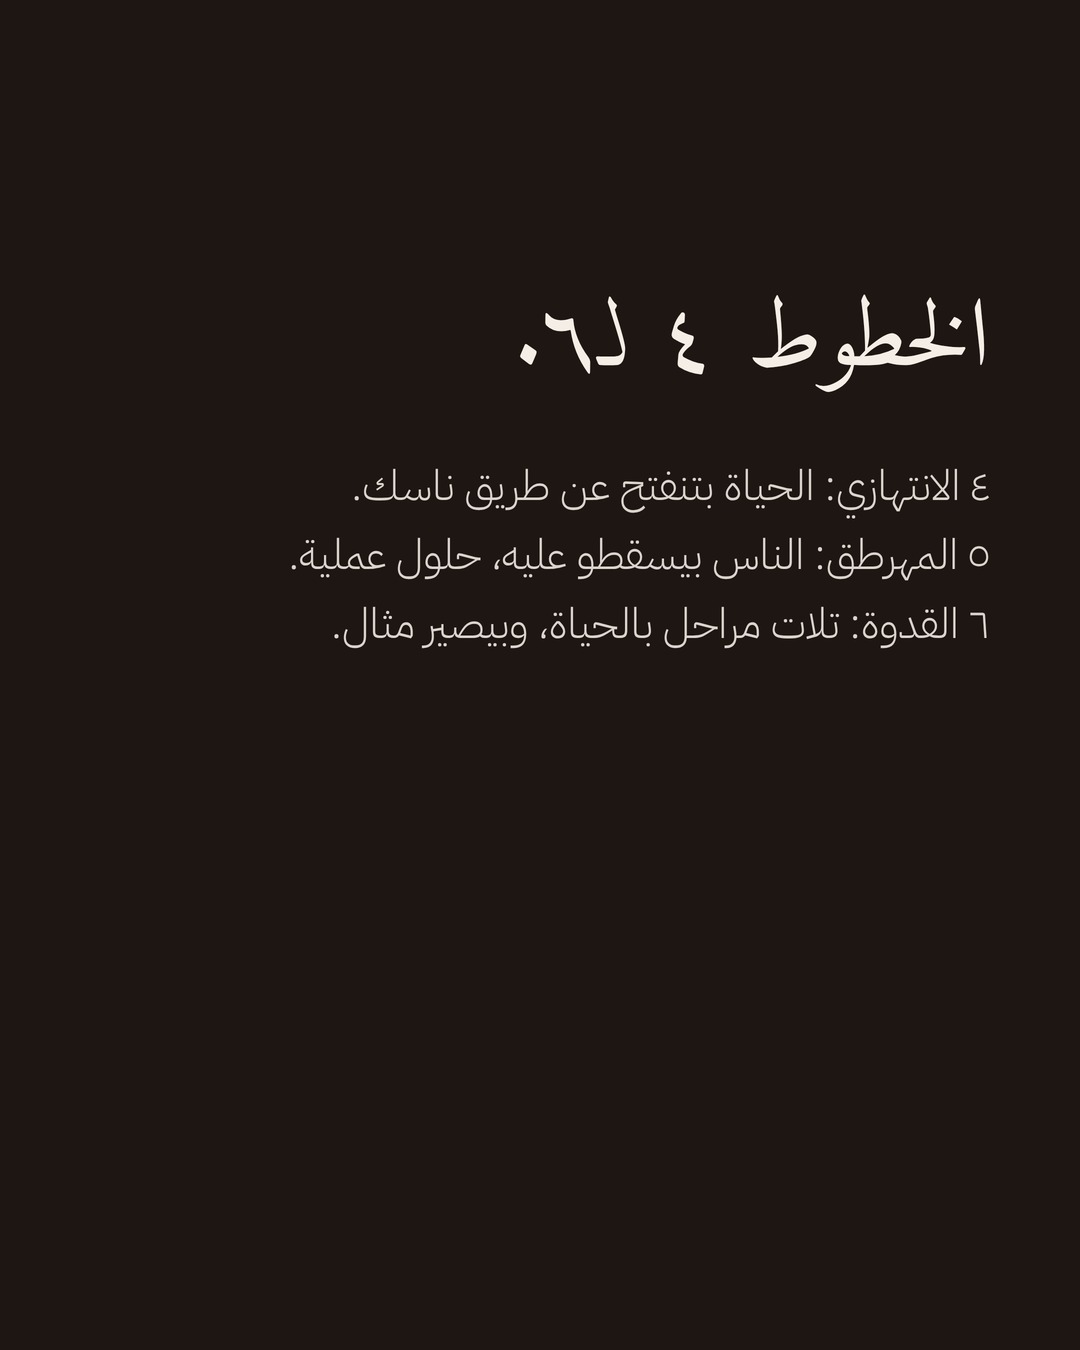 الخطوط ٤ لـ٦.
٤ الانتهازي: الحياة بتنفتح عن طريق ناسك.
٥ المهرطق: الناس بيسقطو عليه، حلول عملية.
٦ القدوة: تلات مراحل بالحياة، وبيصير مثال.